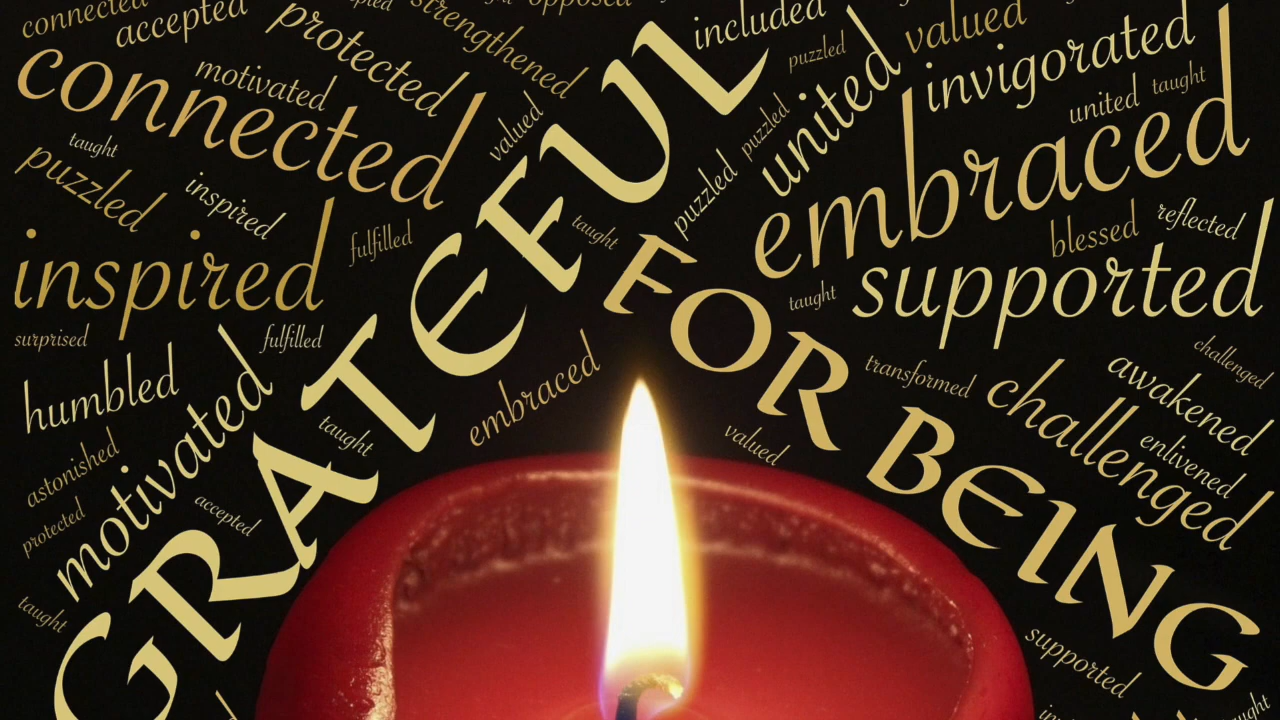 GRATEFUL
FOR BEING
connected
accepted
protected
strengthened
opposed
included
valued
puzzled
invigorated
connected
motivated
valued
united
puzzled
united
taught
embraced
taught
puzzled
inspired
puzzled
taught
inspired
fulfilled
blessed
reflected
supported
taught
surprised
fulfilled
humbled
motivated
embraced
transformed
challenged
awakened
challenged
enlivened
taught
valued
astonished
protected
accepted
taught
supported